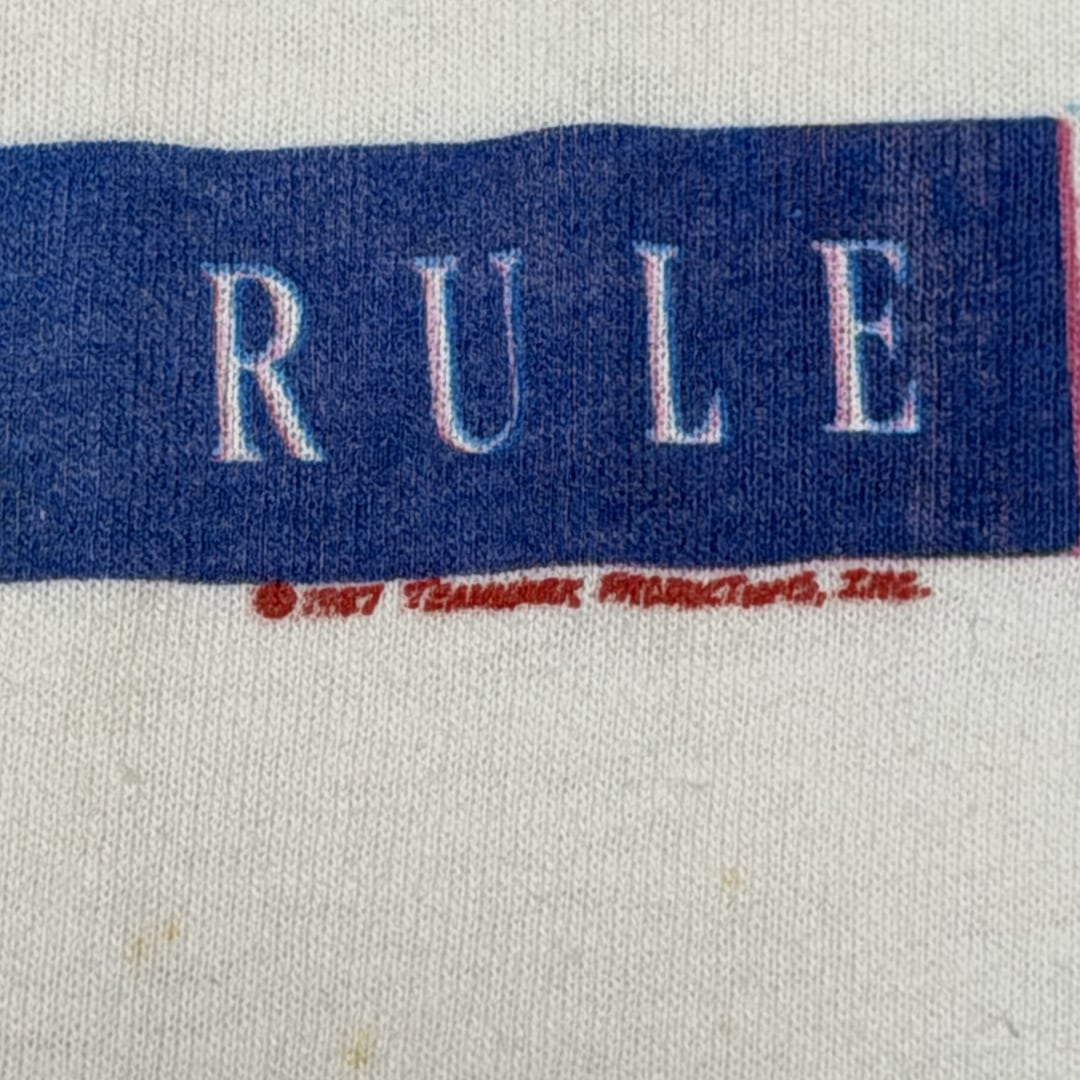 RULE
© 1987 TEAMWORK PRODUCTIONS, INC.